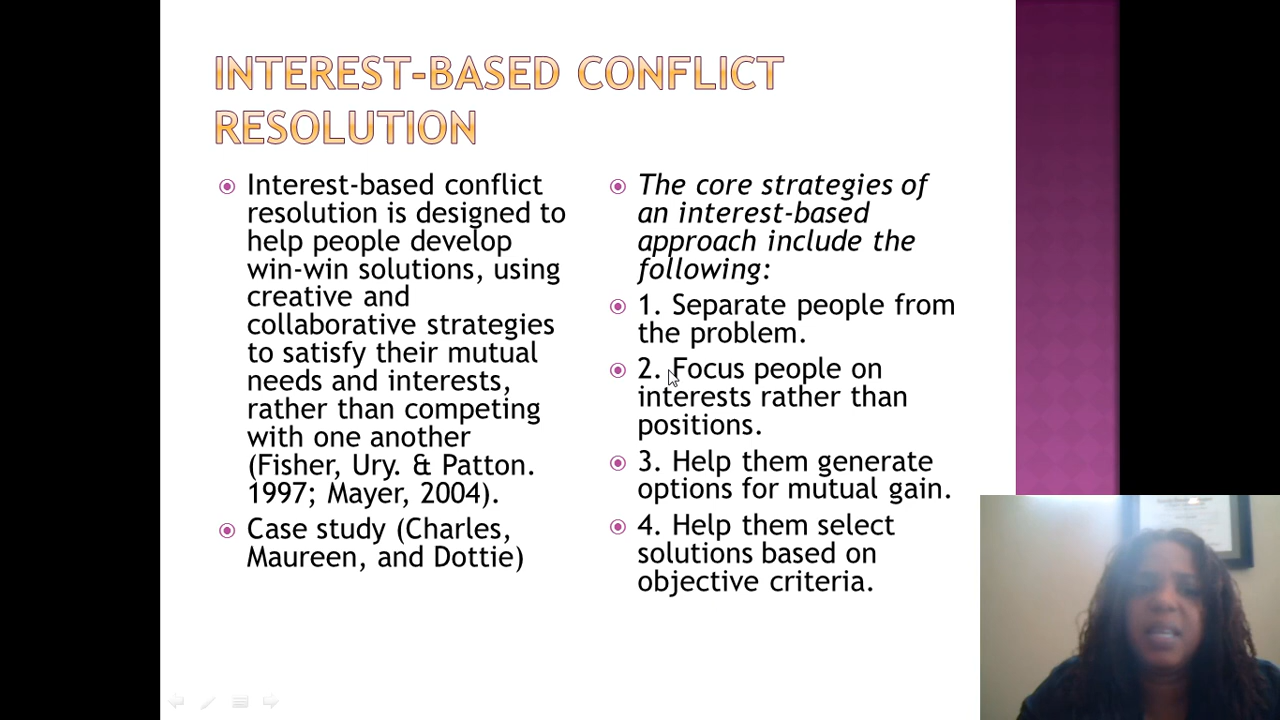 INTEREST-BASED CONFLICT
RESOLUTION
Interest-based conflict
resolution is designed to
help people develop
win-win solutions, using
creative and
collaborative strategies
to satisfy their mutual
needs and interests,
rather than competing
with one another
(Fisher, Ury. & Patton.
1997; Mayer, 2004).
Case study (Charles,
Maureen, and Dottie)
The core strategies of
an interest-based
approach include the
following:
1. Separate people from
the problem.
2. Focus people on
interests rather than
positions.
3. Help them generate
options for mutual gain.
4. Help them select
solutions based on
objective criteria.